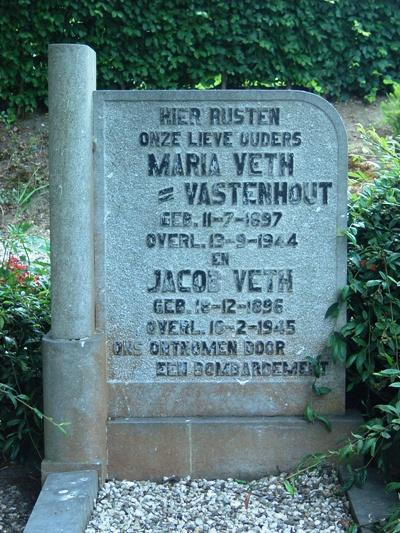 HIER RUSTEN
ONZE LIEVE OUDERS
MARIA VETH
= VASTENHOUT
GEB. 11-7-1897
OVERL. 13-9-1944
EN
JACOB VETH
GEB. 18-12-1896
OVERL. 16-2-1945
ONS ONTNOMEN DOOR
EEN BOMBARDEMENT